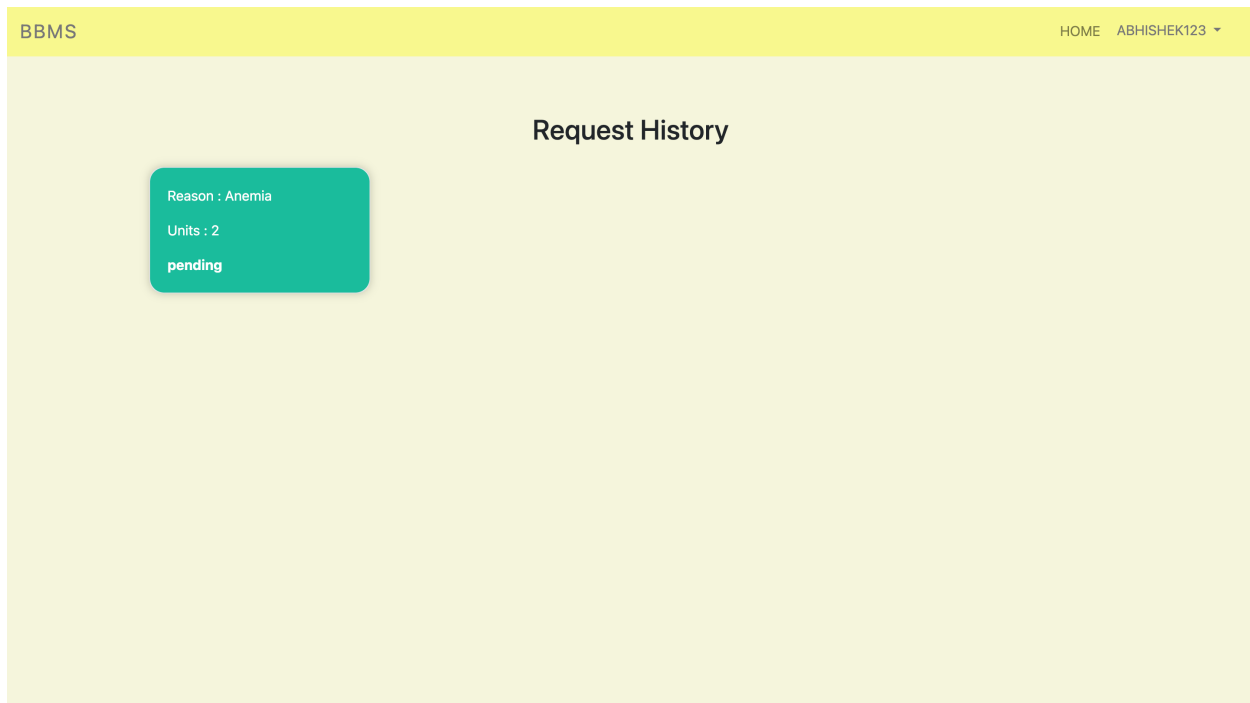 BBMS
HOME
ABHISHEK123
Request History
Reason : Anemia
Units : 2
pending